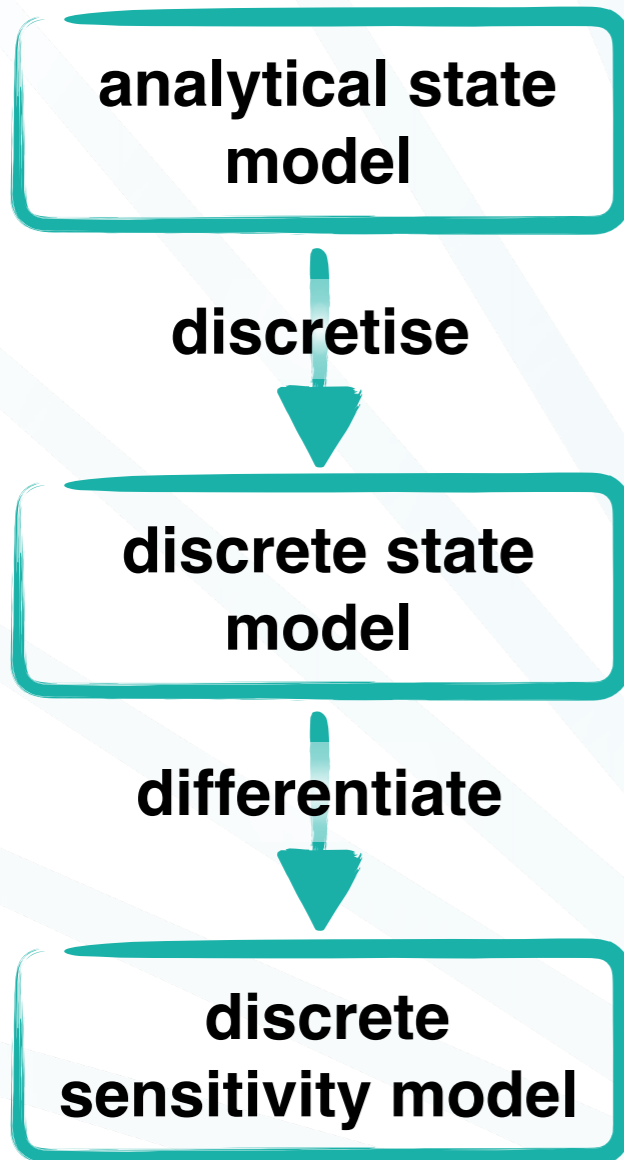 analytical state
model
discretise
discrete state
model
differentiate
discrete
sensitivity model